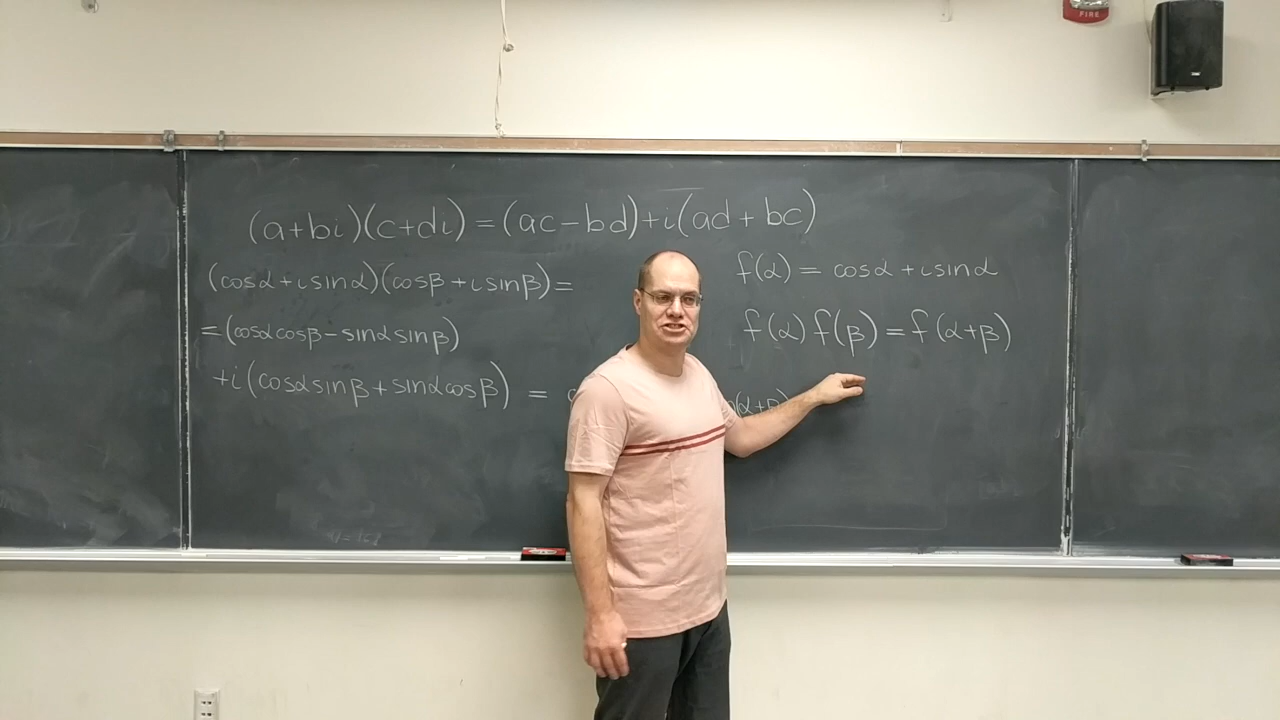 FIRE
(a+bi)(c+di) = (ac-bd)+i(ad+bc)
(cosα+isinα)(cosβ+isinβ)=
=(cosαcosβ-sinαsinβ)
+i(cosαsinβ+sinαcosβ) =
f(α) = cosα+isinα
f(α)f(β)=f(α+β)
(α+β)